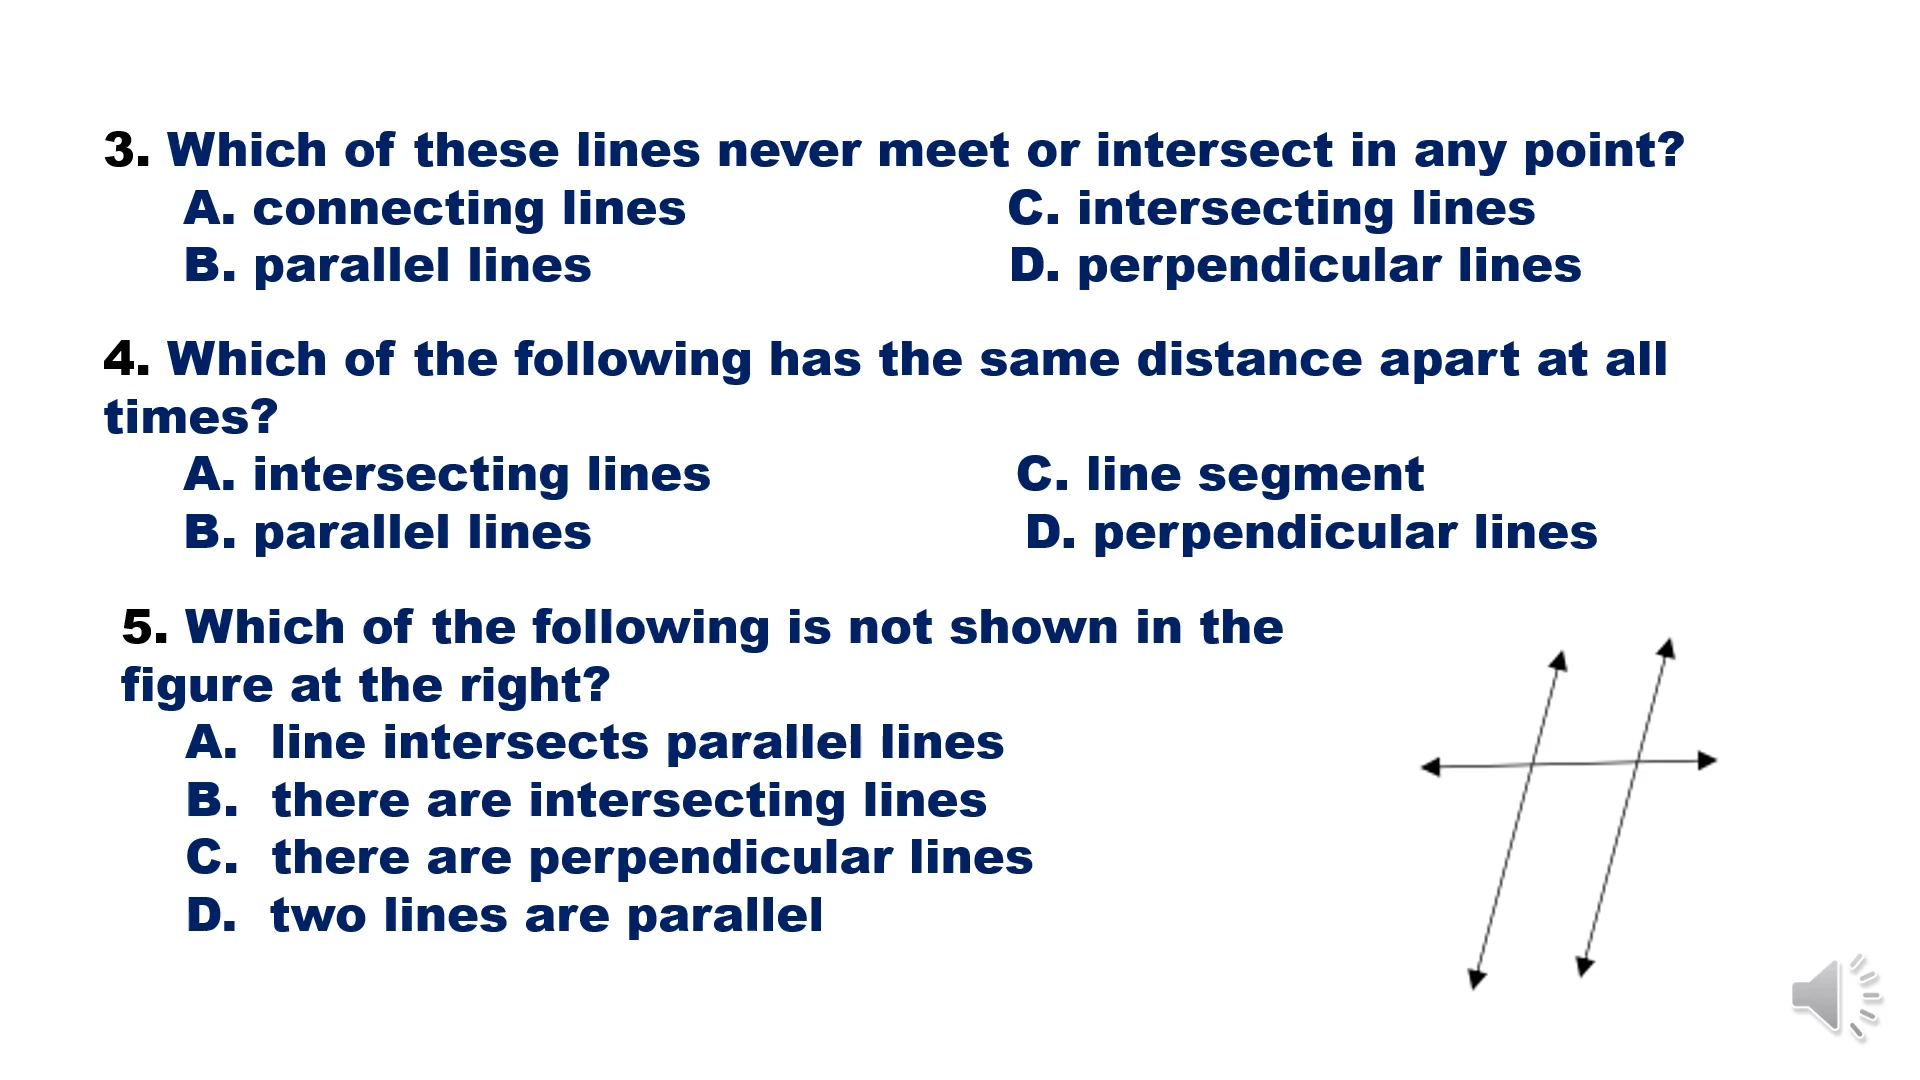 3. Which of these lines never meet or intersect in any point?
A. connecting lines C. intersecting lines
B. parallel lines D. perpendicular lines
4. Which of the following has the same distance apart at all
times?
A. intersecting lines C. line segment
B. parallel lines D. perpendicular lines
5. Which of the following is not shown in the
figure at the right?
A. line intersects parallel lines
B. there are intersecting lines
C. there are perpendicular lines
D. two lines are parallel